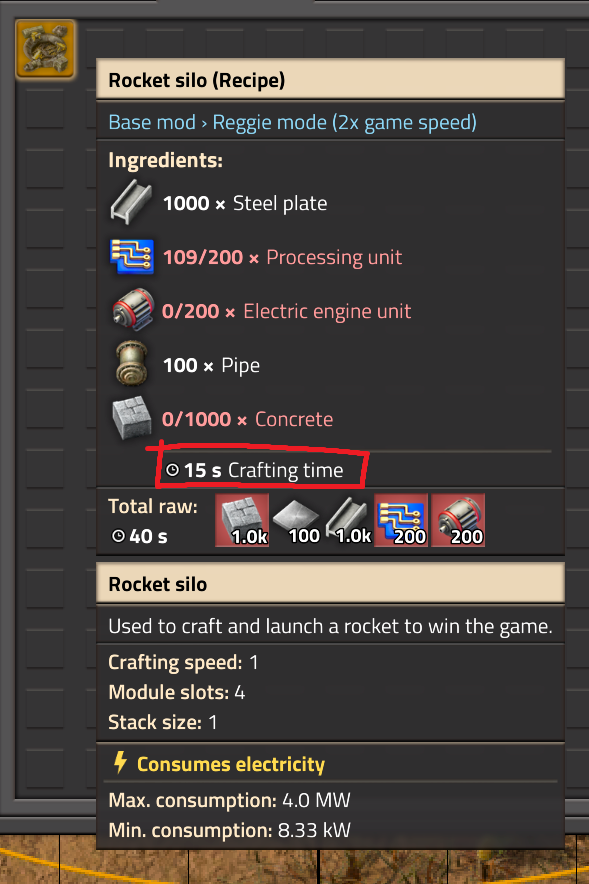 Rocket silo (Recipe)
Base mod › Reggie mode (2x game speed)
Ingredients:
1000 × Steel plate
109/200 × Processing unit
0/200 × Electric engine unit
100 × Pipe
0/1000 × Concrete
15 s Crafting time
Total raw:
40 s
1.0k 100 1.0k 200 200
Rocket silo
Used to craft and launch a rocket to win the game.
Crafting speed: 1
Module slots: 4
Stack size: 1
Consumes electricity
Max. consumption: 4.0 MW
Min. consumption: 8.33 kW